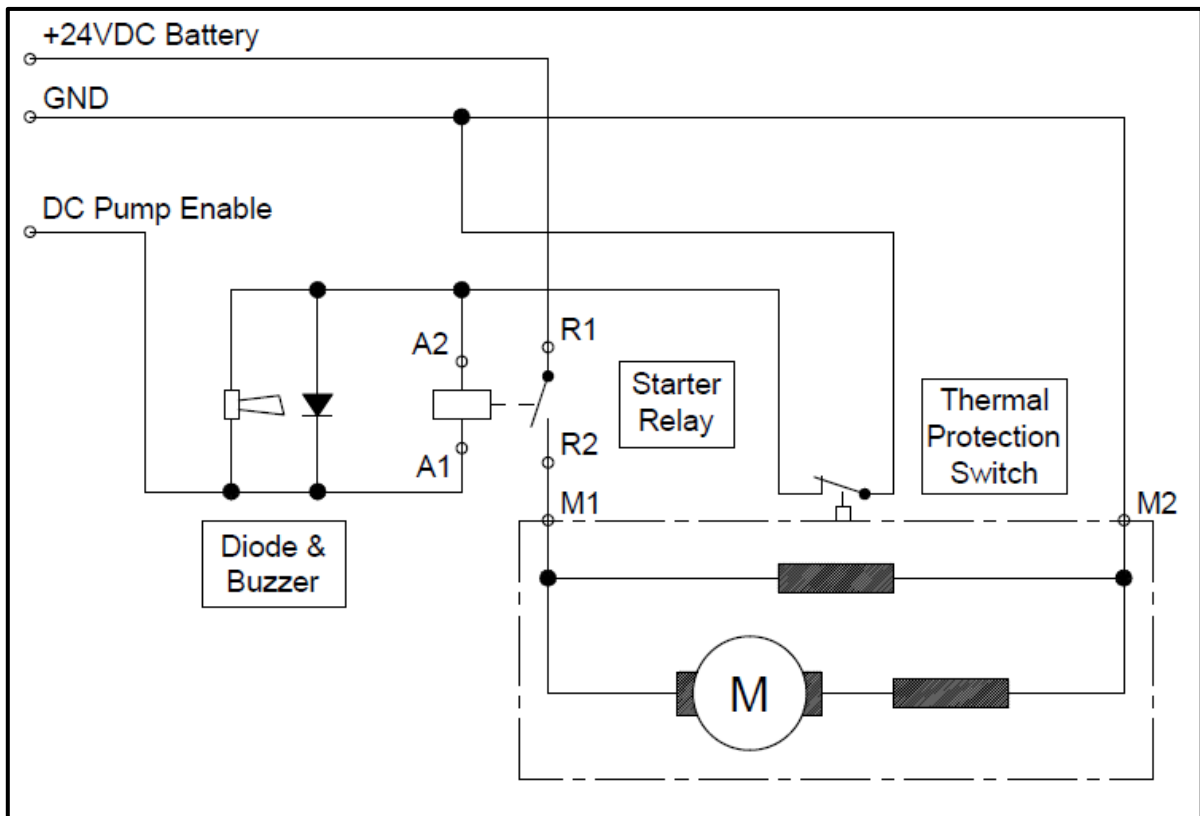 +24VDC Battery
GND
DC Pump Enable
A2
R1
Starter
Relay
Thermal
Protection
Switch
A1
R2
M1
M2
Diode &
Buzzer
M